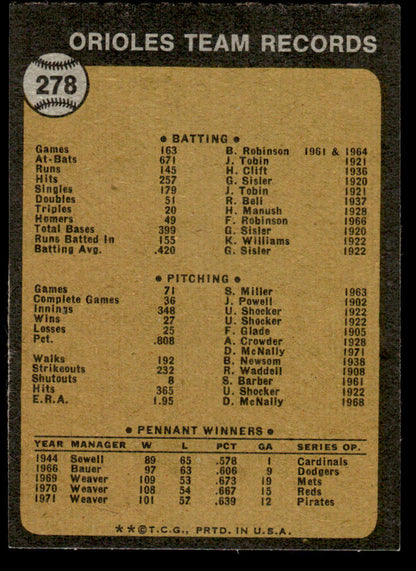 ORIOLES TEAM RECORDS
278
• BATTING •
Games 163 B. Robinson 1961 & 1964
At-Bats 671 J. Tobin 1921
Runs 145 H. Clift 1936
Hits 257 G. Sisler 1920
Singles 179 J. Tobin 1921
Doubles 51 R. Bell 1937
Triples 20 H. Manush 1928
Homers 49 F. Robinson 1966
Total Bases 399 G. Sisler 1920
Runs Batted In 155 K. Williams 1922
Batting Avg. .420 G. Sisler 1922
• PITCHING •
Games 71 S. Miller 1963
Complete Games 36 J. Powell 1902
Innings 348 U. Shocker 1922
Wins 27 U. Shocker 1922
Losses 25 F. Glade 1905
Pct. .808 A. Crowder 1928
D. McNally 1971
Walks 192 B. Newsom 1938
Strikeouts 232 R. Waddell 1908
Shutouts 8 S. Barber 1961
Hits 365 U. Shocker 1922
E.R.A. 1.95 D. McNally 1968
• PENNANT WINNERS •
YEAR MANAGER W L PCT GA SERIES OP.
1944 Sewell 89 65 .578 1 Cardinals
1966 Bauer 97 63 .606 9 Dodgers
1969 Weaver 109 53 .673 19 Mets
1970 Weaver 108 54 .667 15 Reds
1971 Weaver 101 57 .639 12 Pirates
**©T.C.G., PRTD. IN U.S.A.